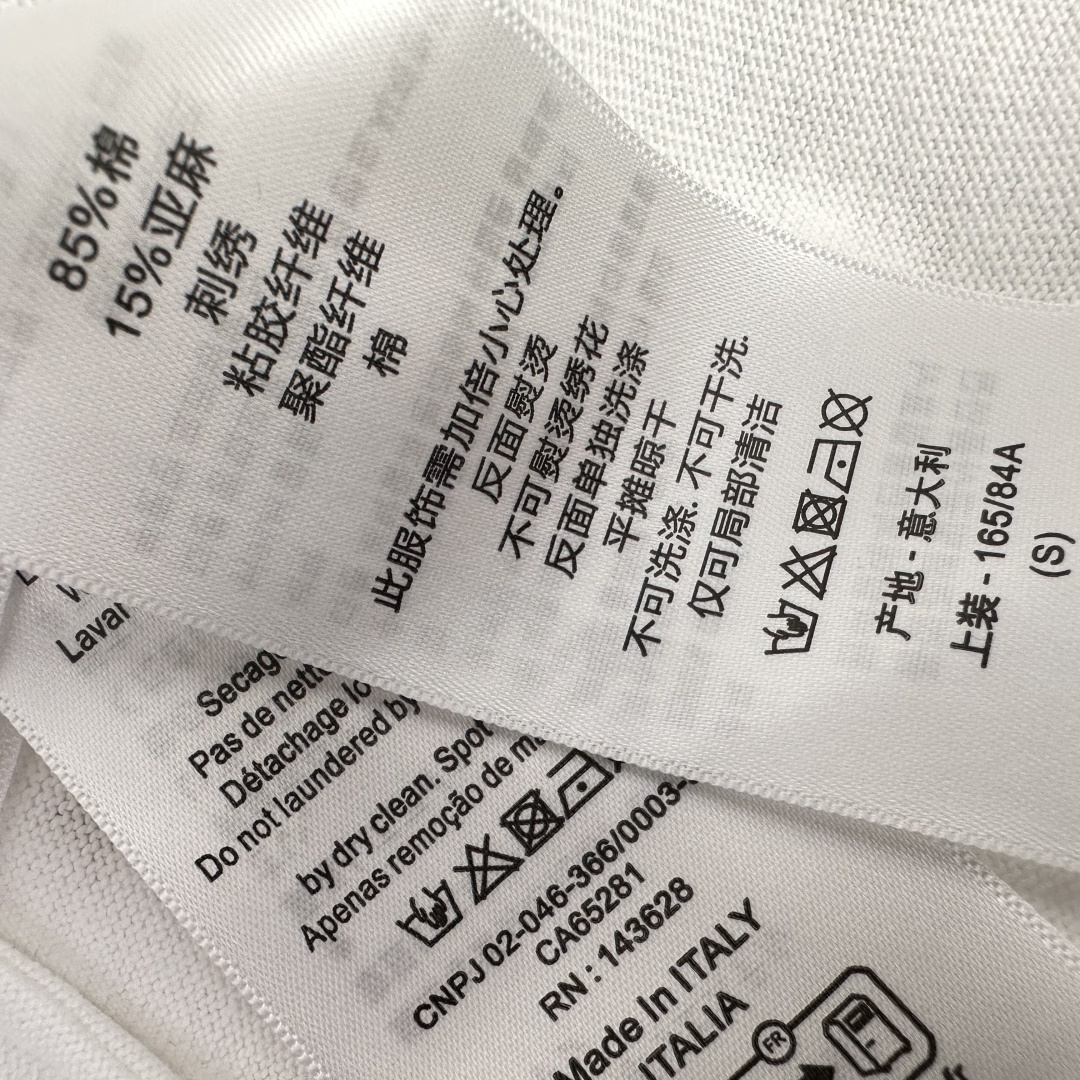 85%棉
15%亚麻
刺绣
粘胶纤维
聚酯纤维
棉
此服饰需加倍小心处理。
反面熨烫
不可熨烫绣花
反面单独洗涤
平摊晾干
不可洗涤. 不可干洗.
仅可局部清洁
产地 - 意大利
上装 - 165/84A
(S)
Lavar
Secag
Pas de nett
Détachage lo
Do not laundered by
by dry clean. Spot
Apenas remoção de m
CNPJ 02-046-366/0003-
CA65281
RN : 143628
Made In ITALY
ITALIA
FR